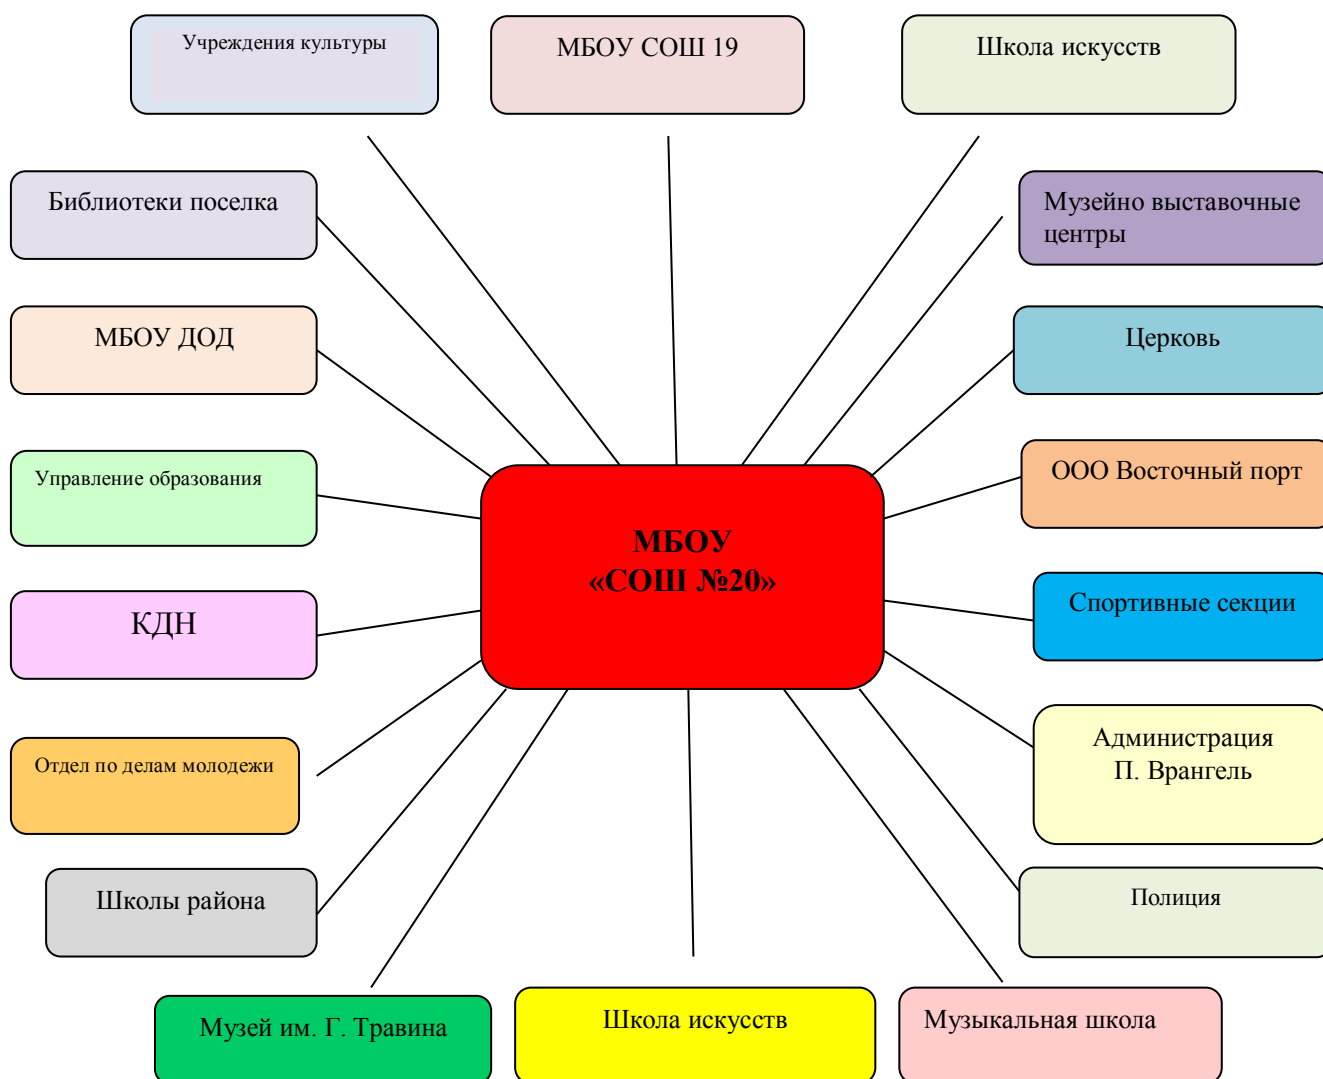 Учреждения культуры
МБОУ СОШ 19
Школа искусств
Библиотеки поселка
Музейно выставочные
центры
МБОУ ДОД
Церковь
Управление образования
ООО Восточный порт
МБОУ
«СОШ №20»
КДН
Спортивные секции
Отдел по делам молодежи
Администрация
П. Врангель
Школы района
Полиция
Музей им. Г. Травина
Школа искусств
Музыкальная школа